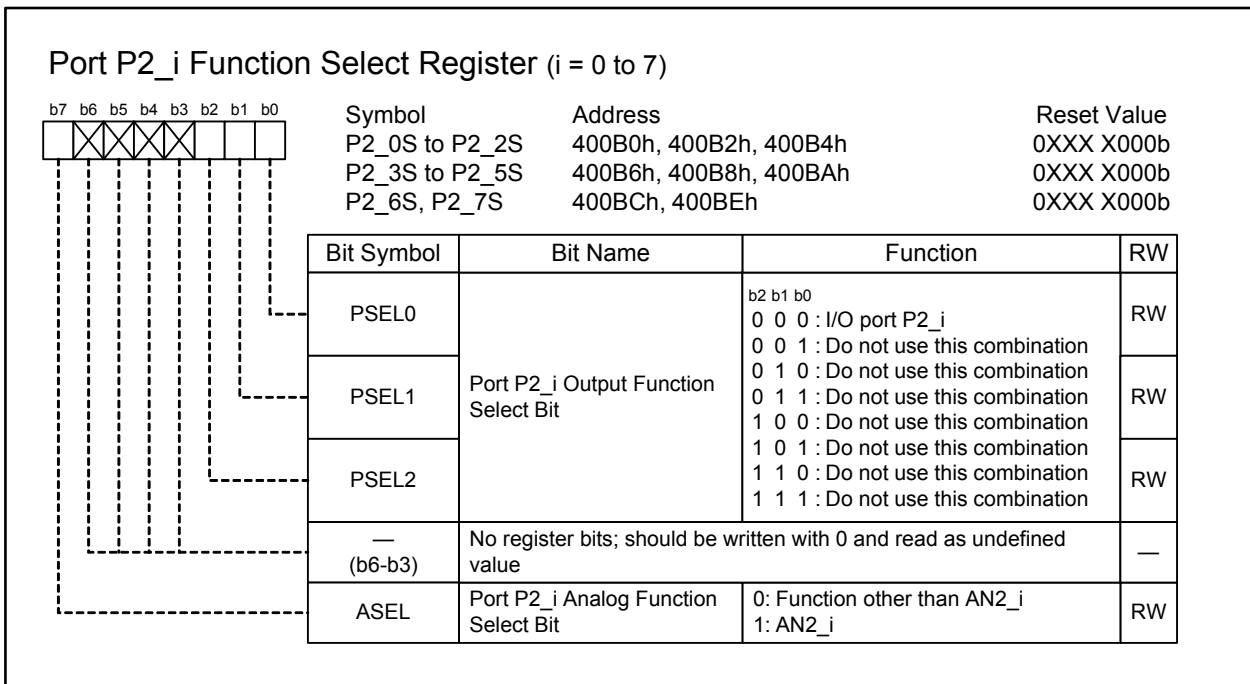 Port P2_i Function Select Register (i = 0 to 7)
b7 b6 b5 b4 b3 b2 b1 b0
Symbol Address Reset Value
P2_0S to P2_2S 400B0h, 400B2h, 400B4h 0XXX X000b
P2_3S to P2_5S 400B6h, 400B8h, 400BAh 0XXX X000b
P2_6S, P2_7S 400BCh, 400BEh 0XXX X000b
Bit Symbol Bit Name Function RW
PSEL0
PSEL1
PSEL2
Port P2_i Output Function
Select Bit
b2 b1 b0
0 0 0 : I/O port P2_i
0 0 1 : Do not use this combination
0 1 0 : Do not use this combination
0 1 1 : Do not use this combination
1 0 0 : Do not use this combination
1 0 1 : Do not use this combination
1 1 0 : Do not use this combination
1 1 1 : Do not use this combination
RW
RW
RW
—
(b6-b3)
No register bits; should be written with 0 and read as undefined
value
—
ASEL
Port P2_i Analog Function
Select Bit
0: Function other than AN2_i
1: AN2_i
RW